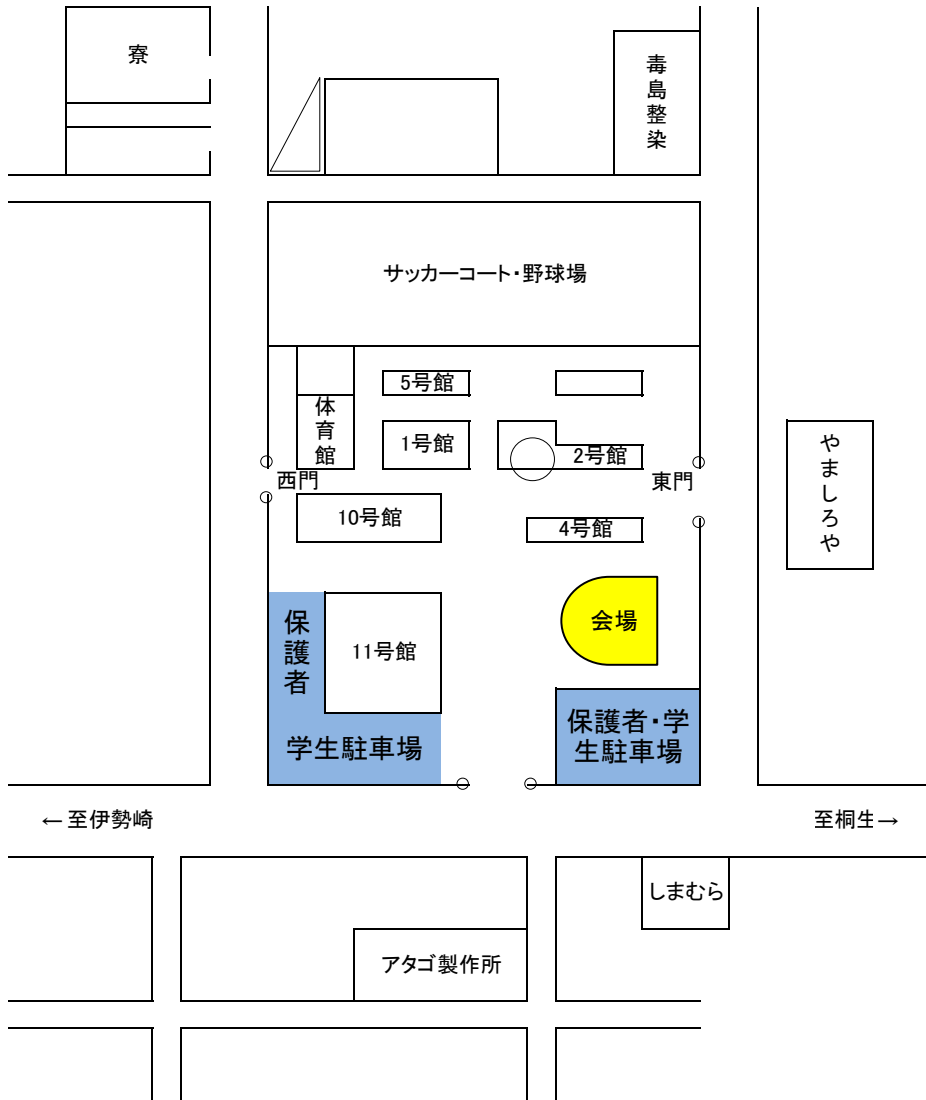 寮
毒島整染
サッカーコート・野球場
5号館
体育館
1号館
2号館
西門
東門
やましろや
10号館
4号館
会場
保護者
11号館
学生駐車場
保護者・学
生駐車場
←至伊勢崎
至桐生→
しまむら
アタゴ製作所